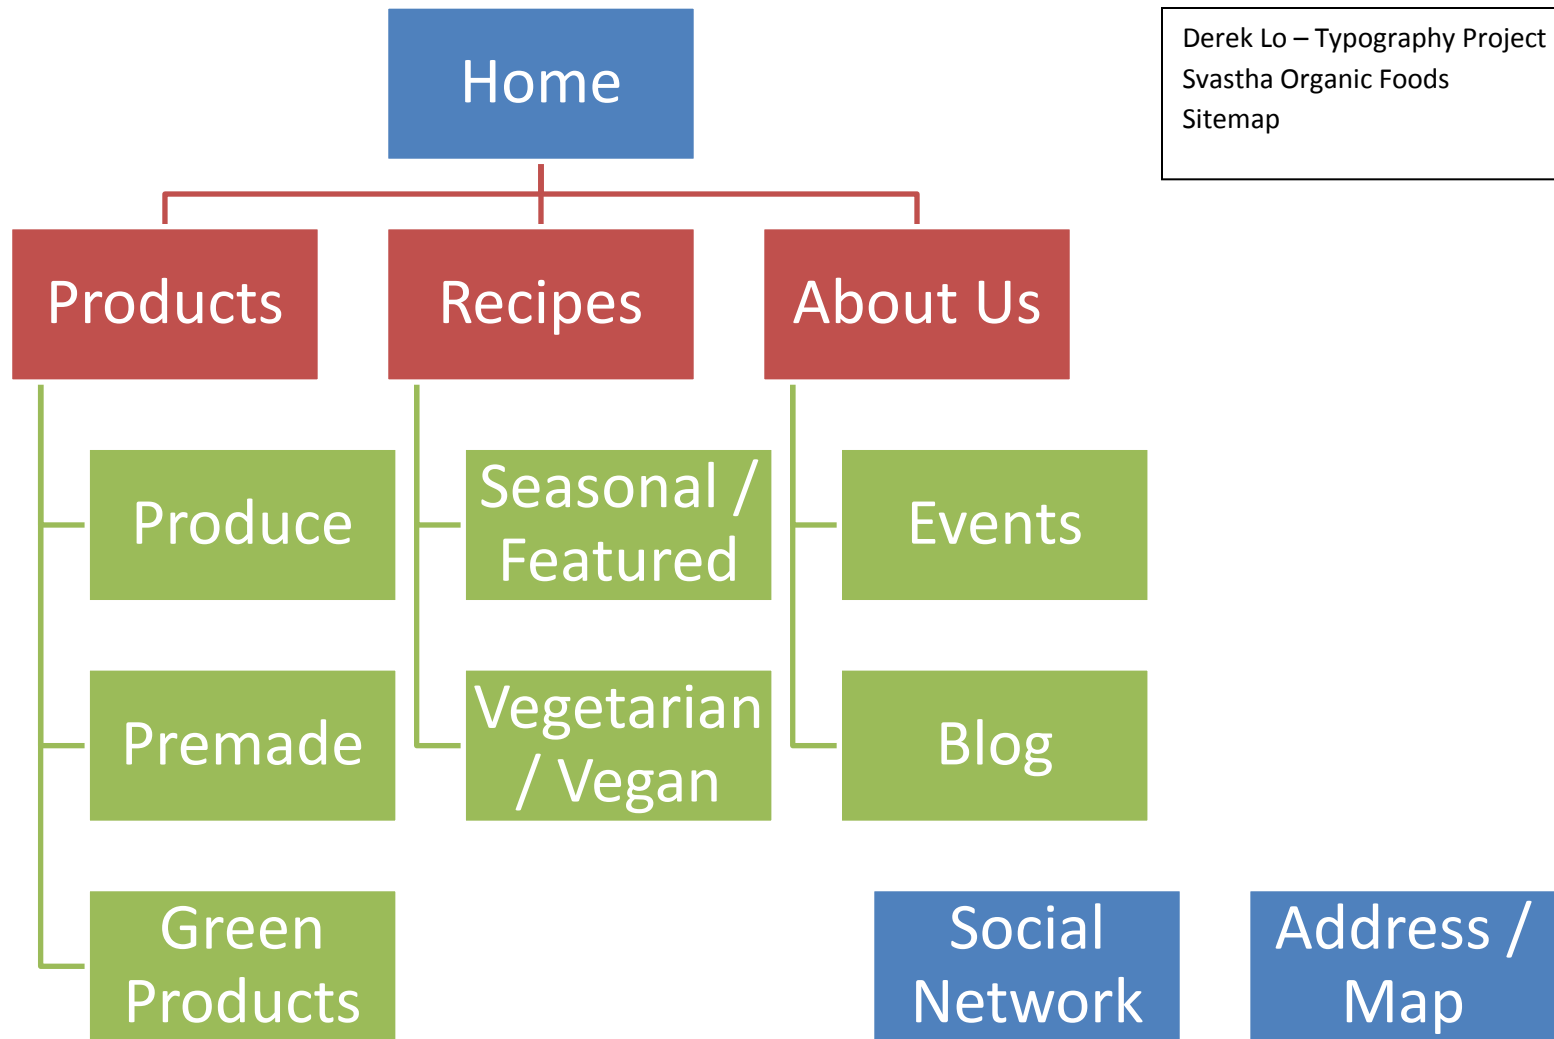 Home
Derek Lo – Typography Project
Svastha Organic Foods
Sitemap
Products
Recipes
About Us
Produce
Seasonal /
Featured
Events
Premade
Vegetarian
/ Vegan
Blog
Green
Products
Social
Network
Address /
Map